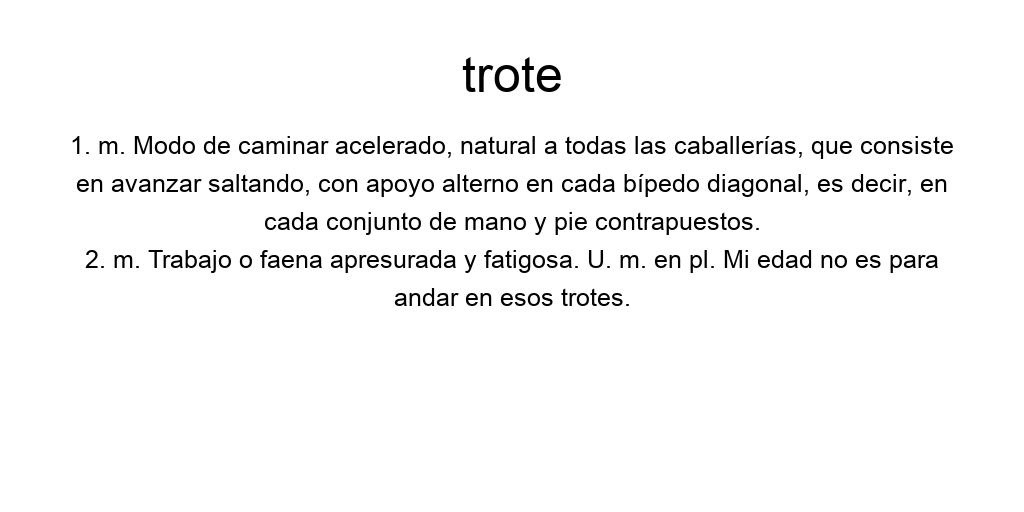 trote
1. m. Modo de caminar acelerado, natural a todas las caballerías, que consiste
en avanzar saltando, con apoyo alterno en cada bípedo diagonal, es decir, en
cada conjunto de mano y pie contrapuestos.
2. m. Trabajo o faena apresurada y fatigosa. U. m. en pl. Mi edad no es para
andar en esos trotes.